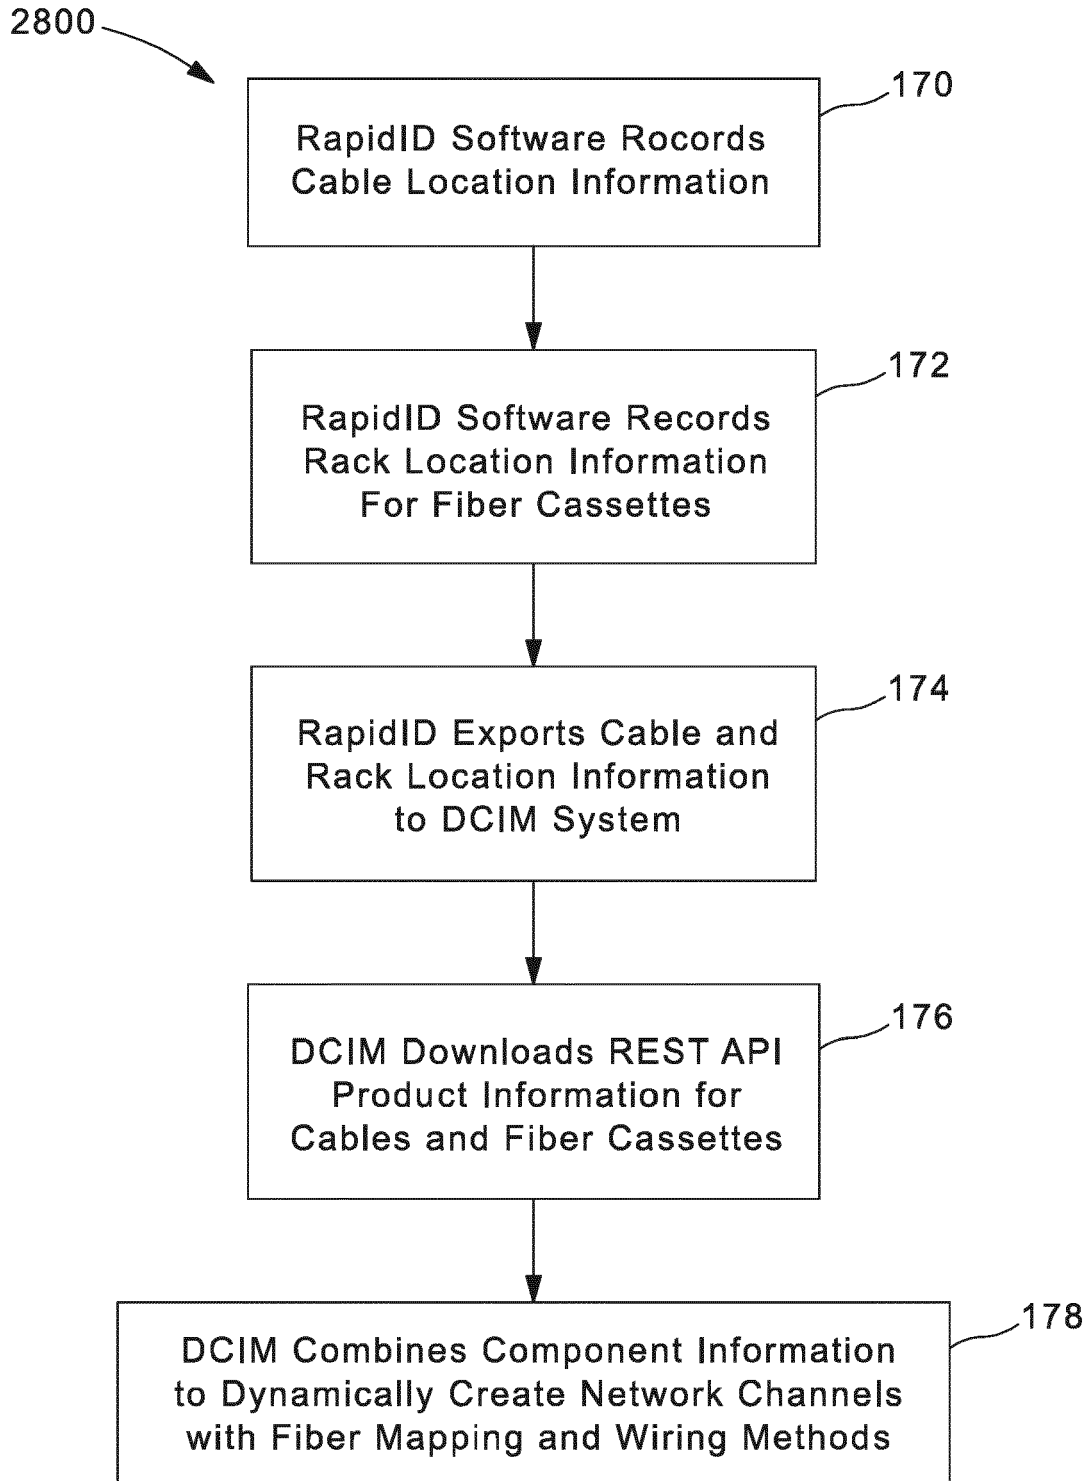 2800
170
RapidID Software Rocords
Cable Location Information
172
RapidID Software Records
Rack Location Information
For Fiber Cassettes
174
RapidID Exports Cable and
Rack Location Information
to DCIM System
176
DCIM Downloads REST API
Product Information for
Cables and Fiber Cassettes
178
DCIM Combines Component Information
to Dynamically Create Network Channels
with Fiber Mapping and Wiring Methods